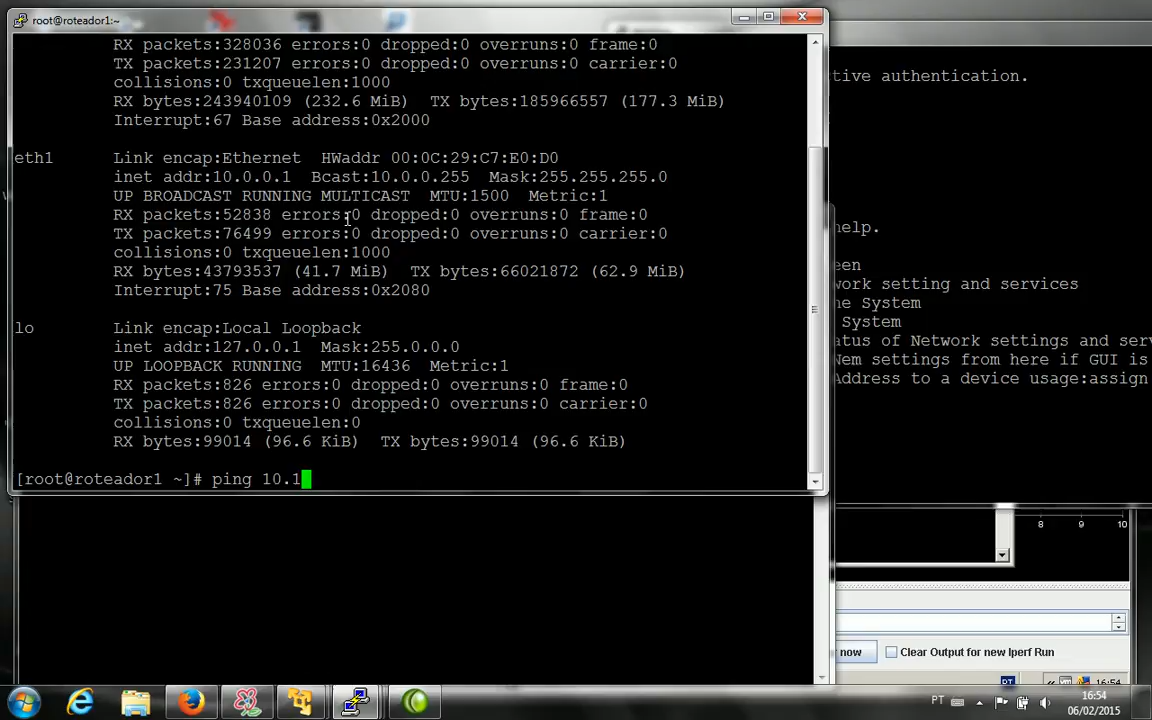 root@roteador1:~
RX packets:328036 errors:0 dropped:0 overruns:0 frame:0
TX packets:231207 errors:0 dropped:0 overruns:0 carrier:0
collisions:0 txqueuelen:1000
RX bytes:243940109 (232.6 MiB)  TX bytes:185966557 (177.3 MiB)
Interrupt:67 Base address:0x2000
eth1 Link encap:Ethernet  HWaddr 00:0C:29:C7:E0:D0
inet addr:10.0.0.1  Bcast:10.0.0.255  Mask:255.255.255.0
UP BROADCAST RUNNING MULTICAST  MTU:1500  Metric:1
RX packets:52838 errors:0 dropped:0 overruns:0 frame:0
TX packets:76499 errors:0 dropped:0 overruns:0 carrier:0
collisions:0 txqueuelen:1000
RX bytes:43793537 (41.7 MiB)  TX bytes:66021872 (62.9 MiB)
Interrupt:75 Base address:0x2080
lo Link encap:Local Loopback
inet addr:127.0.0.1  Mask:255.0.0.0
UP LOOPBACK RUNNING  MTU:16436  Metric:1
RX packets:826 errors:0 dropped:0 overruns:0 frame:0
TX packets:826 errors:0 dropped:0 overruns:0 carrier:0
collisions:0 txqueuelen:0
RX bytes:99014 (96.6 KiB)  TX bytes:99014 (96.6 KiB)
[root@roteador1 ~]# ping 10.1
tive authentication.
help.
een
work setting and services
ne System
System
atus of Network settings and serv
Nem settings from here if GUI is
Address to a device usage:assign
8 9 10
now Clear Output for new Iperf Run
PT 16:54
PT 16:54
06/02/2015